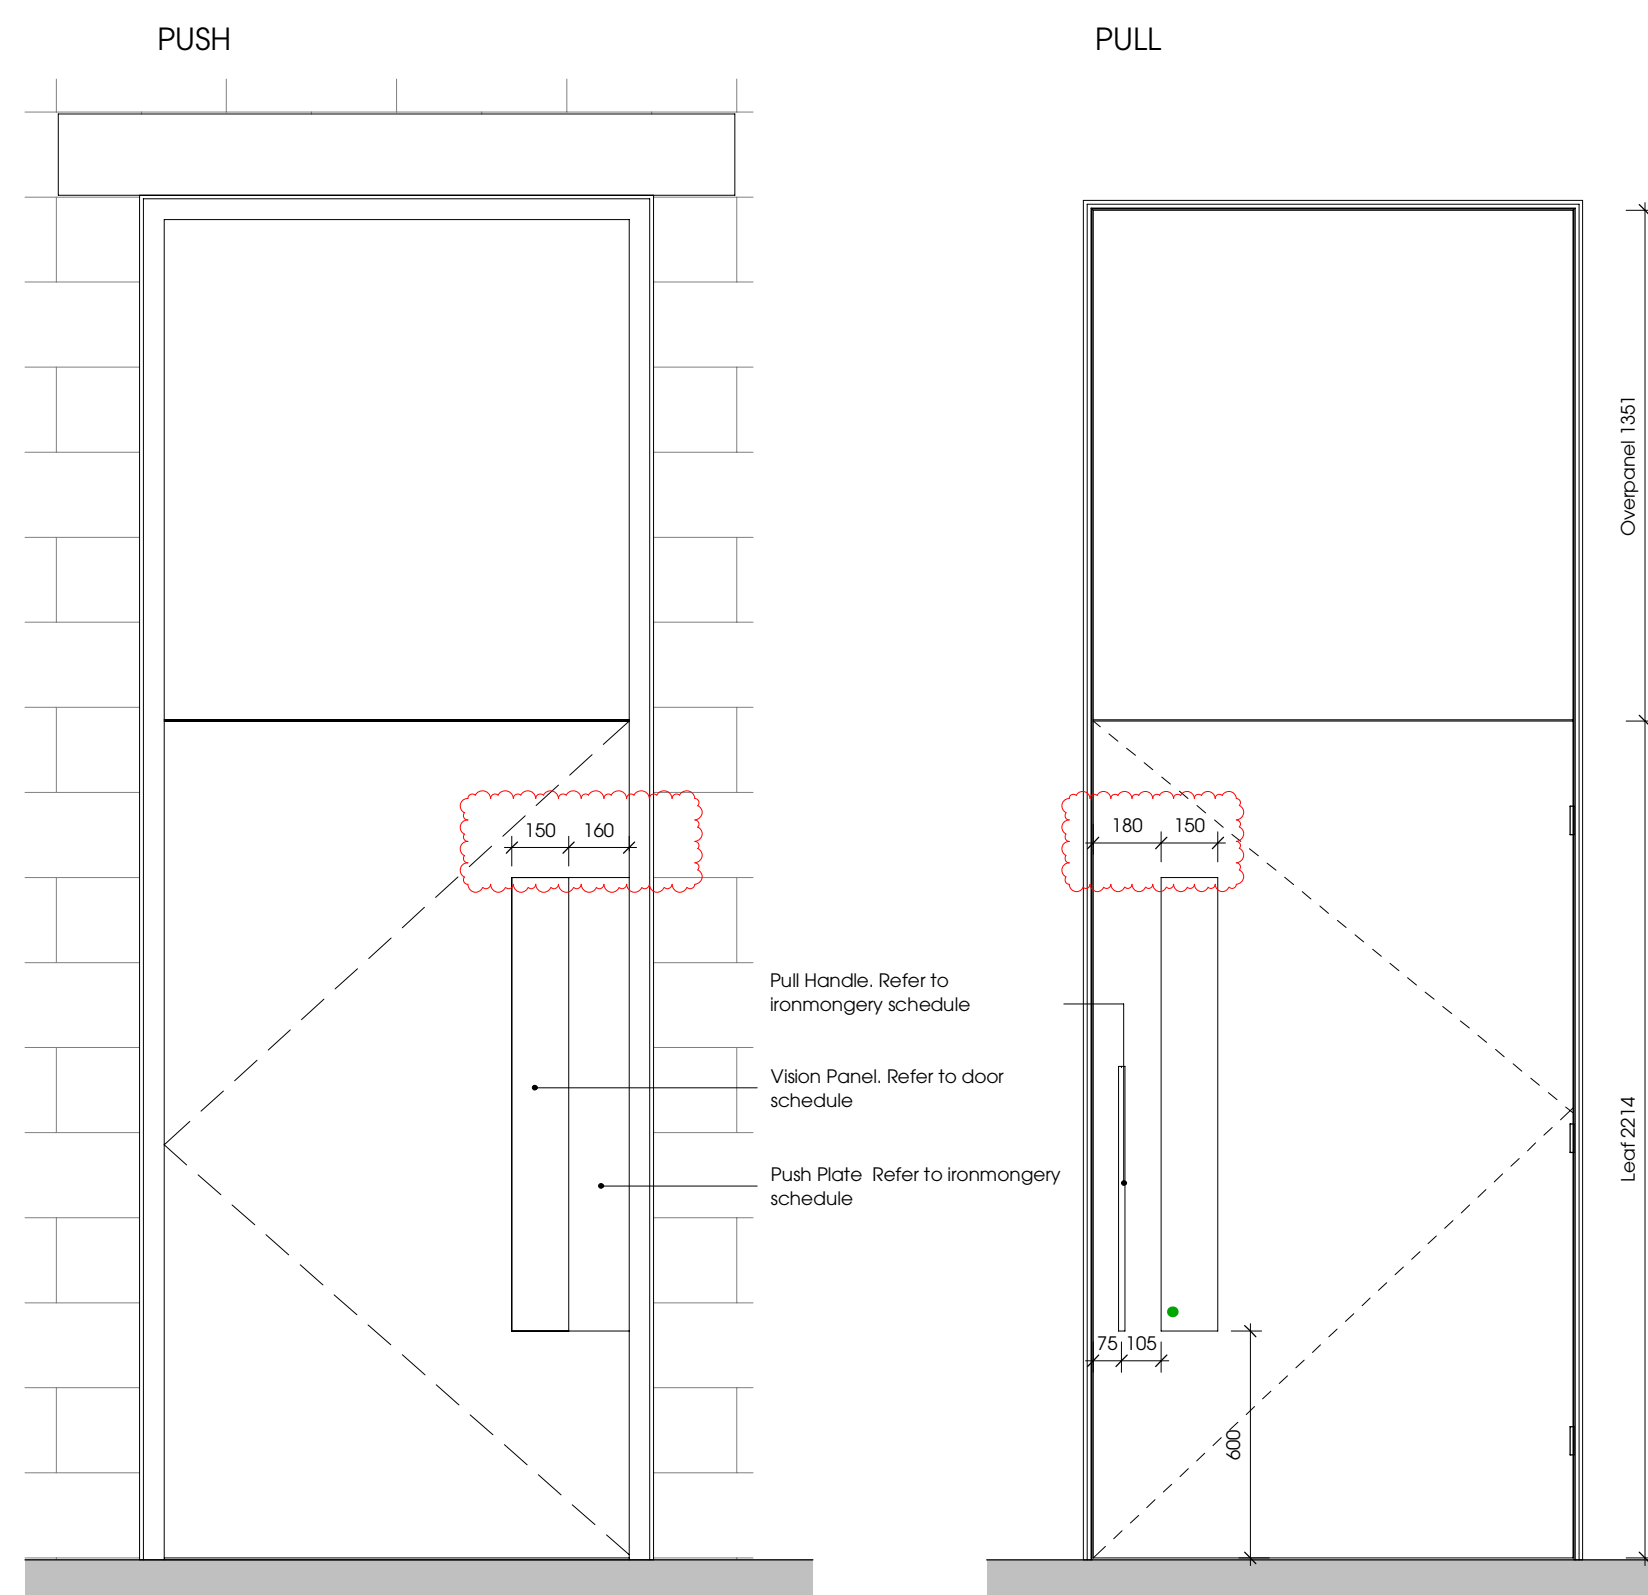 PUSH
PULL
Overpanel 1351
150
160
180
150
Pull Handle. Refer to
ironmongery schedule
Vision Panel. Refer to door
schedule
Push Plate  Refer to ironmongery
schedule
Leaf 2214
75
105
600